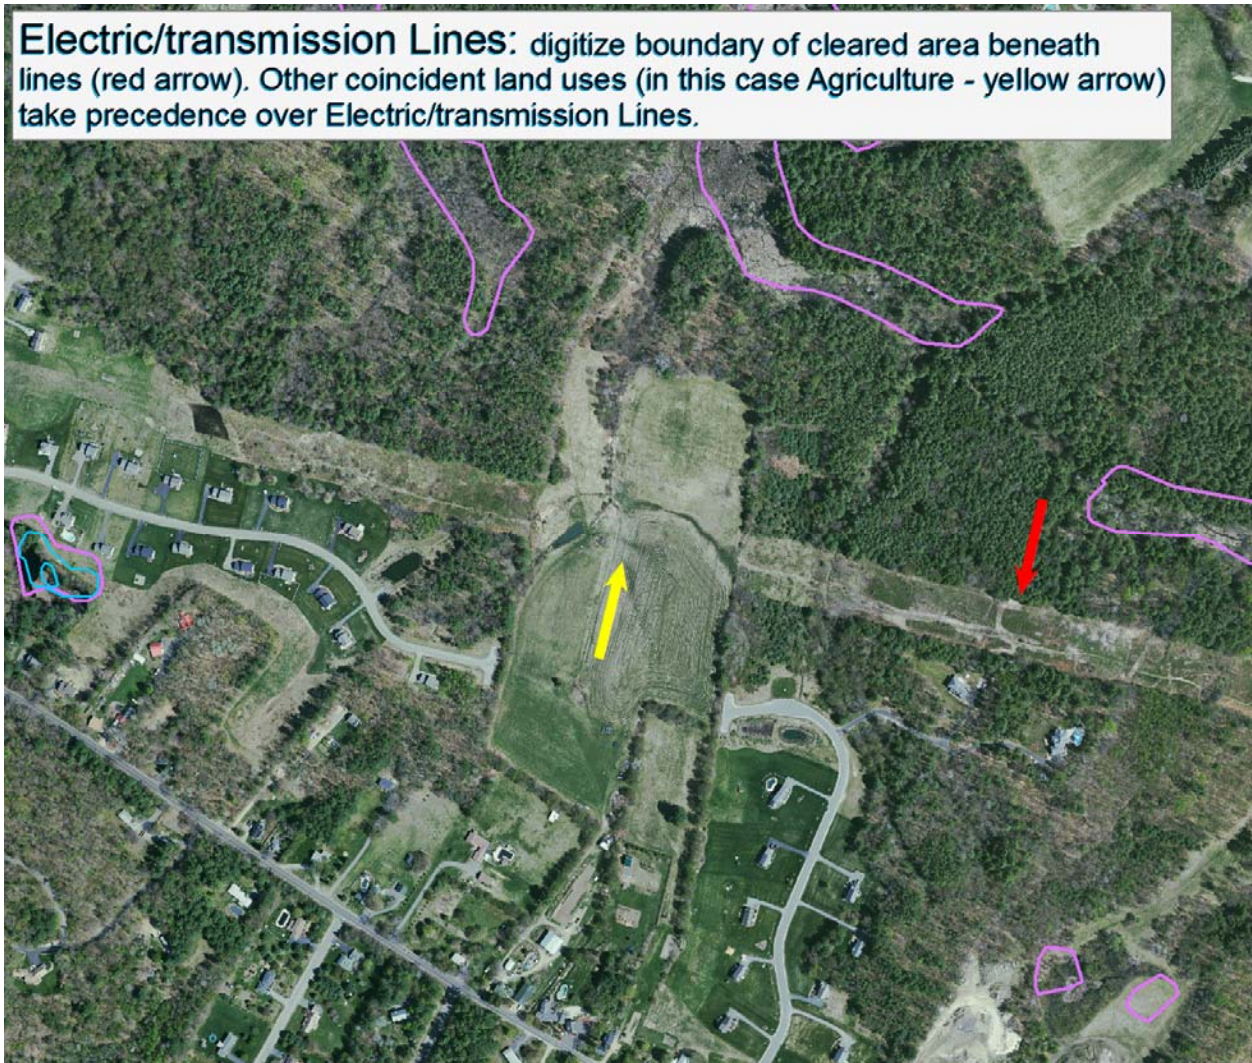 Electric/transmission Lines: digitize boundary of cleared area beneath
lines (red arrow). Other coincident land uses (in this case Agriculture - yellow arrow)
take precedence over Electric/transmission Lines.